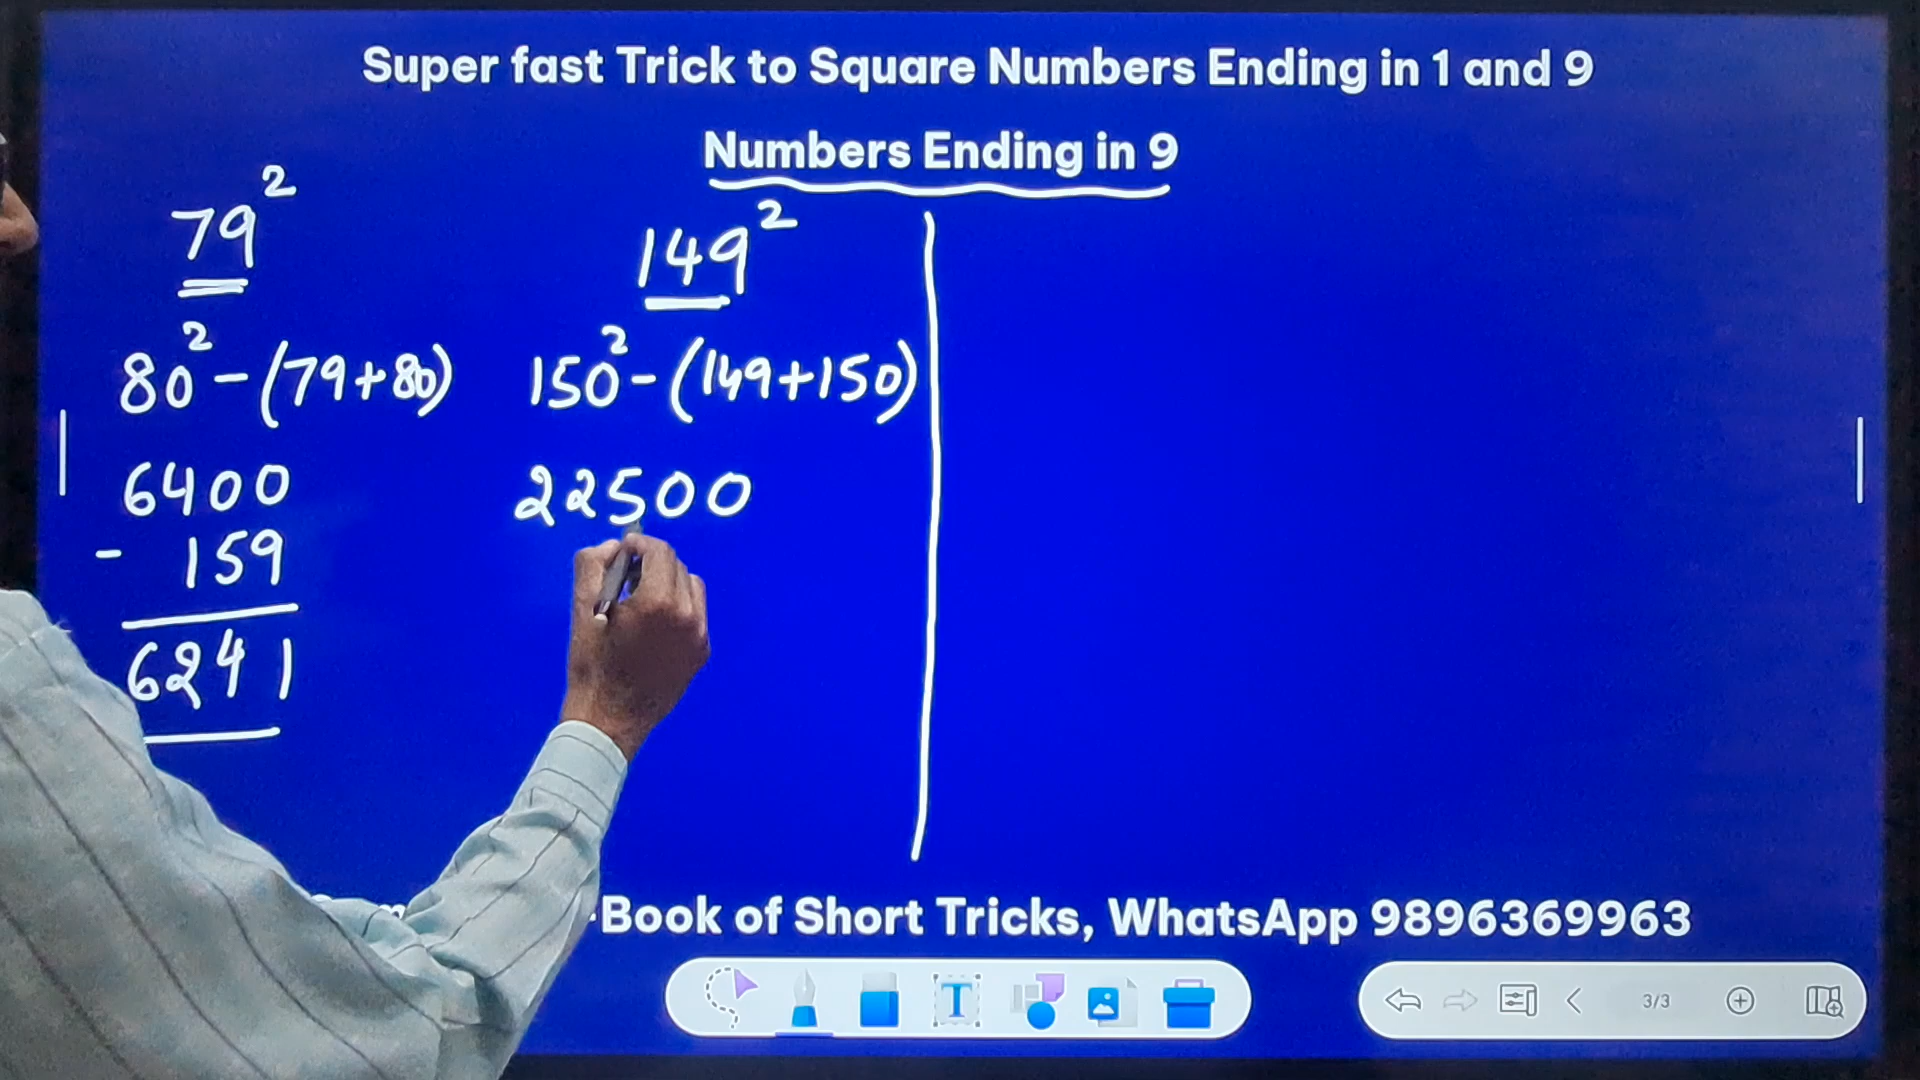 Super fast Trick to Square Numbers Ending in 1 and 9
Numbers Ending in 9
79²
80² - (79+80)
6400
- 159
6241
149²
150² - (149+150)
22500
-Book of Short Tricks, WhatsApp 9896369963
T
3/3